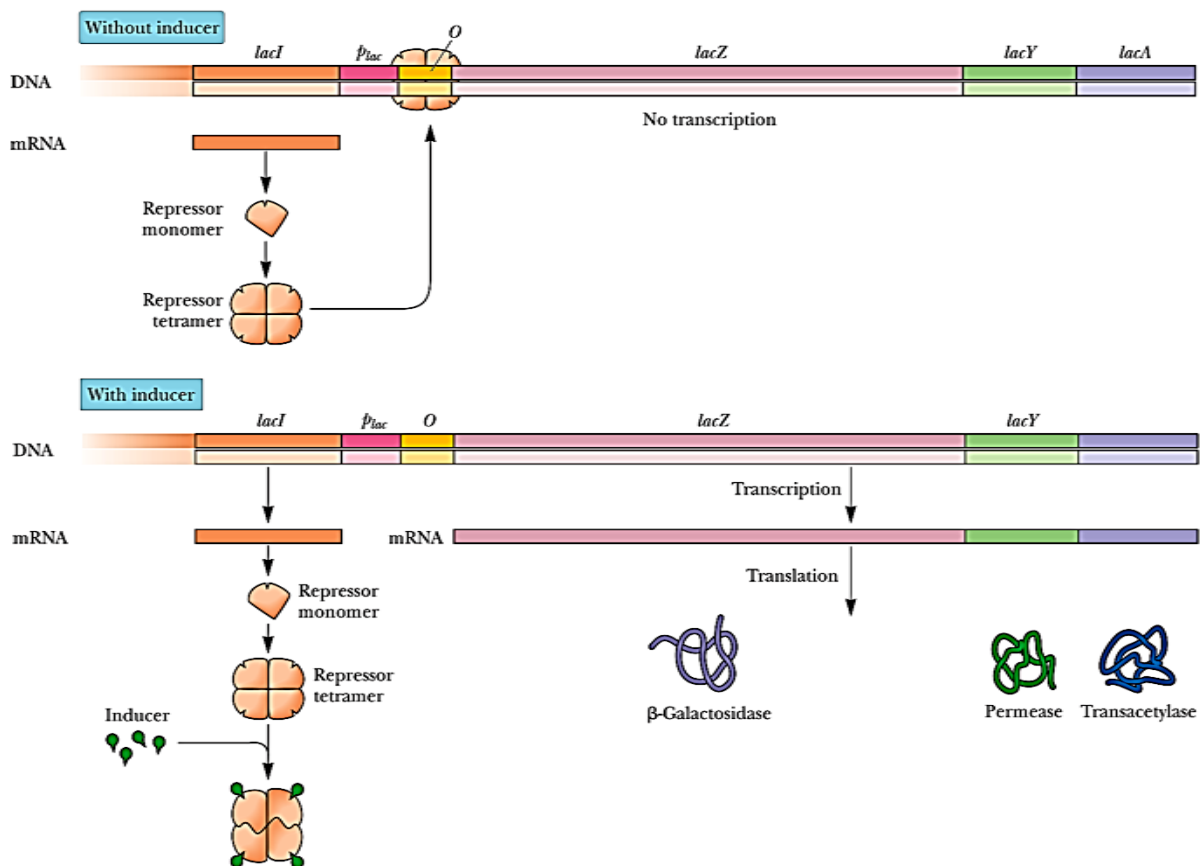 Without inducer
O
lacI
plac
lacZ
lacY
lacA
DNA
No transcription
mRNA
Repressor
monomer
Repressor
tetramer
With inducer
lacI
plac
O
lacZ
lacY
DNA
Transcription
mRNA
mRNA
Translation
Repressor
monomer
Repressor
tetramer
Inducer
β-Galactosidase
Permease
Transacetylase